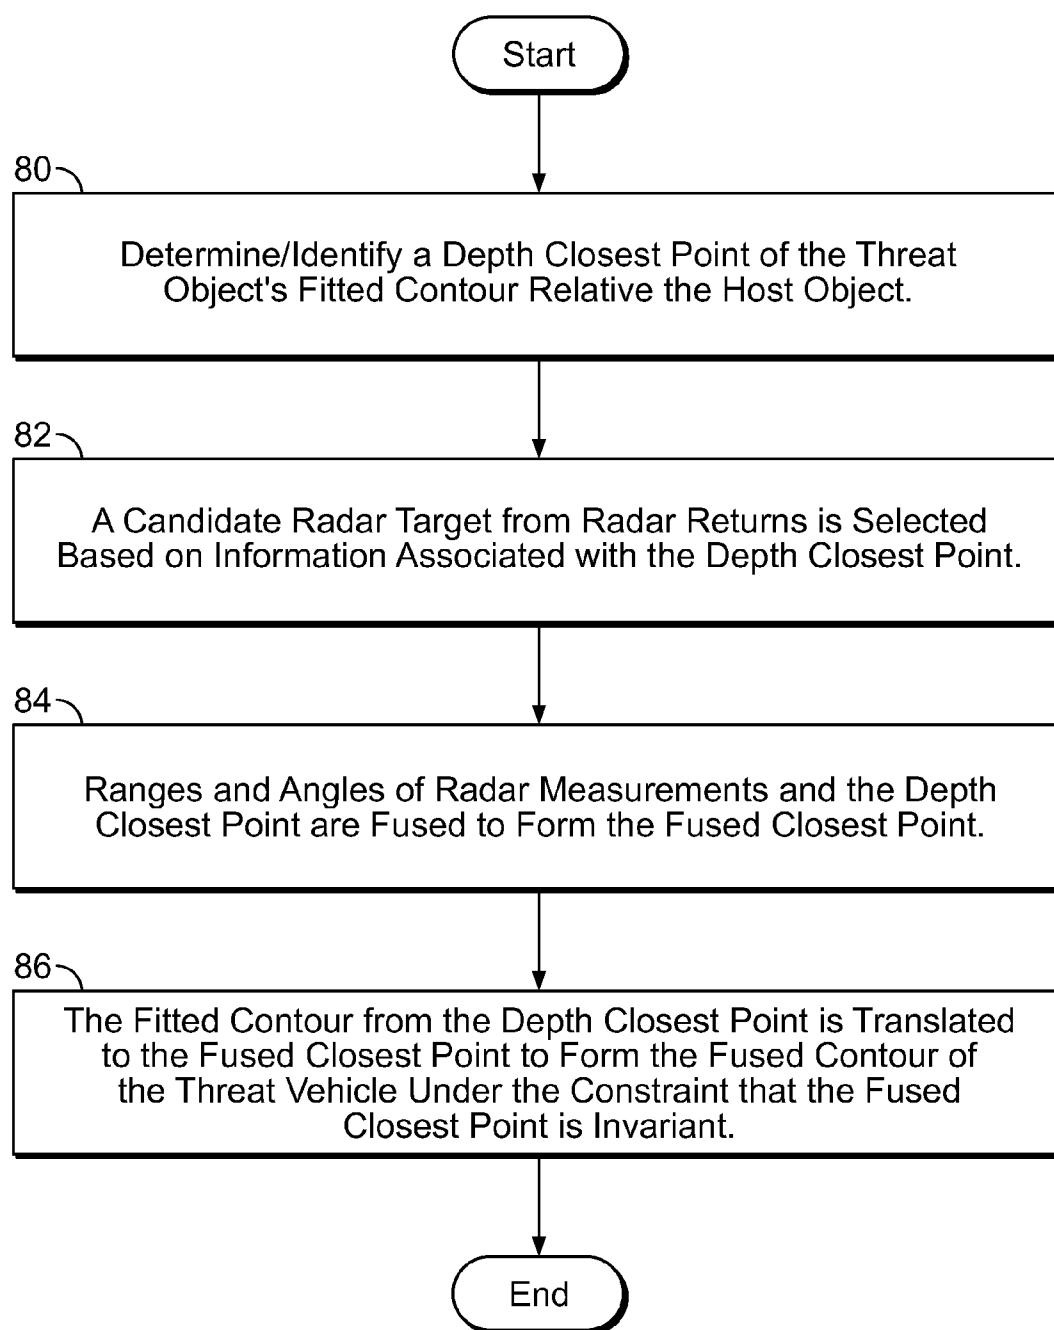 Start
80
Determine/Identify a Depth Closest Point of the Threat
Object's Fitted Contour Relative the Host Object.
82
A Candidate Radar Target from Radar Returns is Selected
Based on Information Associated with the Depth Closest Point.
84
Ranges and Angles of Radar Measurements and the Depth
Closest Point are Fused to Form the Fused Closest Point.
86
The Fitted Contour from the Depth Closest Point is Translated
to the Fused Closest Point to Form the Fused Contour of
the Threat Vehicle Under the Constraint that the Fused
Closest Point is Invariant.
End